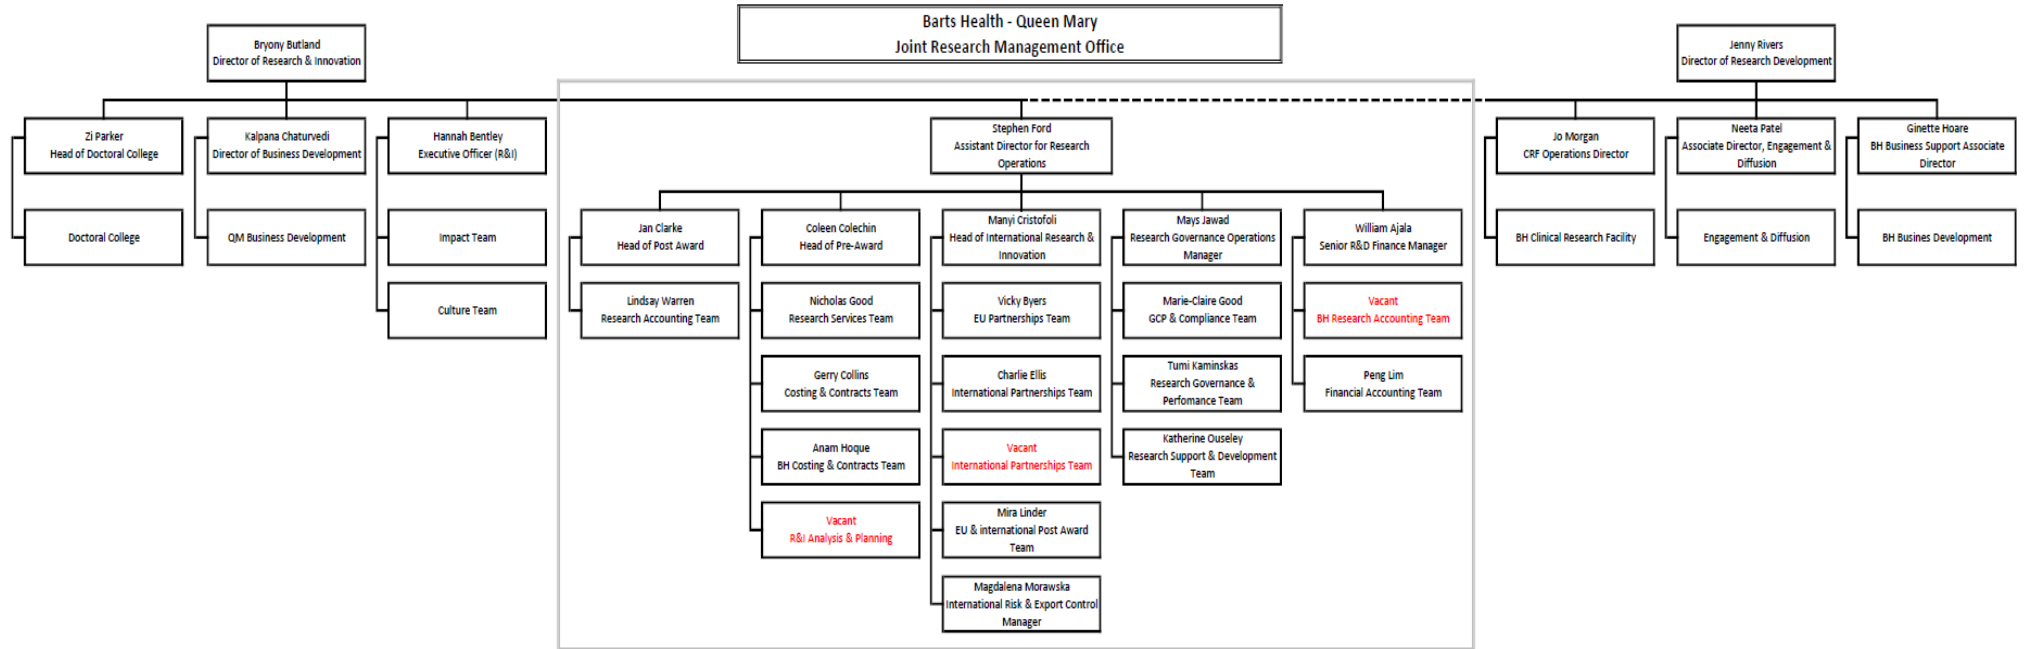 Barts Health - Queen Mary
Joint Research Management Office
Bryony Butland
Director of Research & Innovation
Jenny Rivers
Director of Research Development
Zi Parker
Head of Doctoral College
Kalpana Chaturvedi
Director of Business Development
Hannah Bentley
Executive Officer (R&I)
Stephen Ford
Assistant Director for Research
Operations
Jo Morgan
CRF Operations Director
Neeta Patel
Associate Director, Engagement &
Diffusion
Ginette Hoare
BH Business Support Associate
Director
Doctoral College
QM Business Development
Impact Team
Culture Team
Jan Clarke
Head of Post Award
Lindsay Warren
Research Accounting Team
Coleen Colechin
Head of Pre-Award
Nicholas Good
Research Services Team
Gerry Collins
Costing & Contracts Team
Anam Hoque
BH Costing & Contracts Team
Vacant
R&I Analysis & Planning
Manyi Cristofoli
Head of International Research &
Innovation
Vicky Byers
EU Partnerships Team
Charlie Ellis
International Partnerships Team
Vacant
International Partnerships Team
Mira Linder
EU & international Post Award
Team
Magdalena Morawska
International Risk & Export Control
Manager
Mays Jawad
Research Governance Operations
Manager
Marie-Claire Good
GCP & Compliance Team
Tumi Kaminskas
Research Governance &
Perfomance Team
Katherine Ouseley
Research Support & Development
Team
William Ajala
Senior R&D Finance Manager
Vacant
BH Research Accounting Team
Peng Lim
Financial Accounting Team
BH Clinical Research Facility
Engagement & Diffusion
BH Busines Development